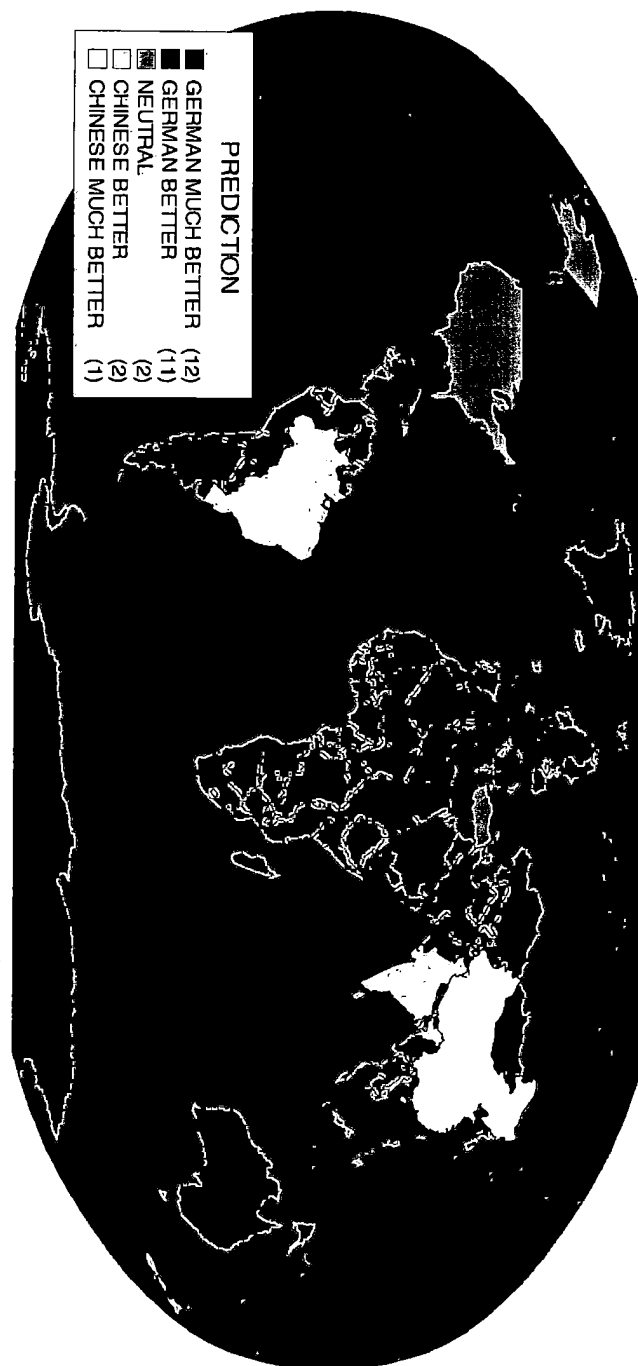 PREDICTION
GERMAN MUCH BETTER (12)
GERMAN BETTER (11)
NEUTRAL (2)
CHINESE BETTER (2)
CHINESE MUCH BETTER (1)